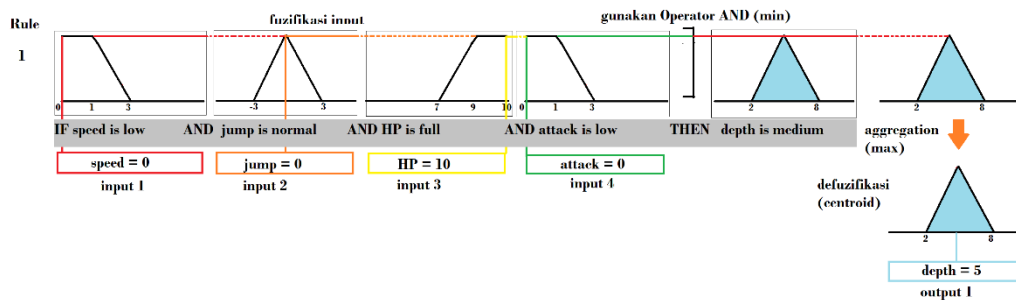 Rule
1
fuzifikasi input
gunakan Operator AND (min)
0 1 3
-3 3
7 9 10
0 1 3
2 8
2 8
IF speed is low AND jump is normal AND HP is full AND attack is low THEN depth is medium
aggregation
(max)
speed = 0
jump = 0
HP = 10
attack = 0
input 1
input 2
input 3
input 4
defuzifikasi
(centroid)
2 8
depth = 5
output 1